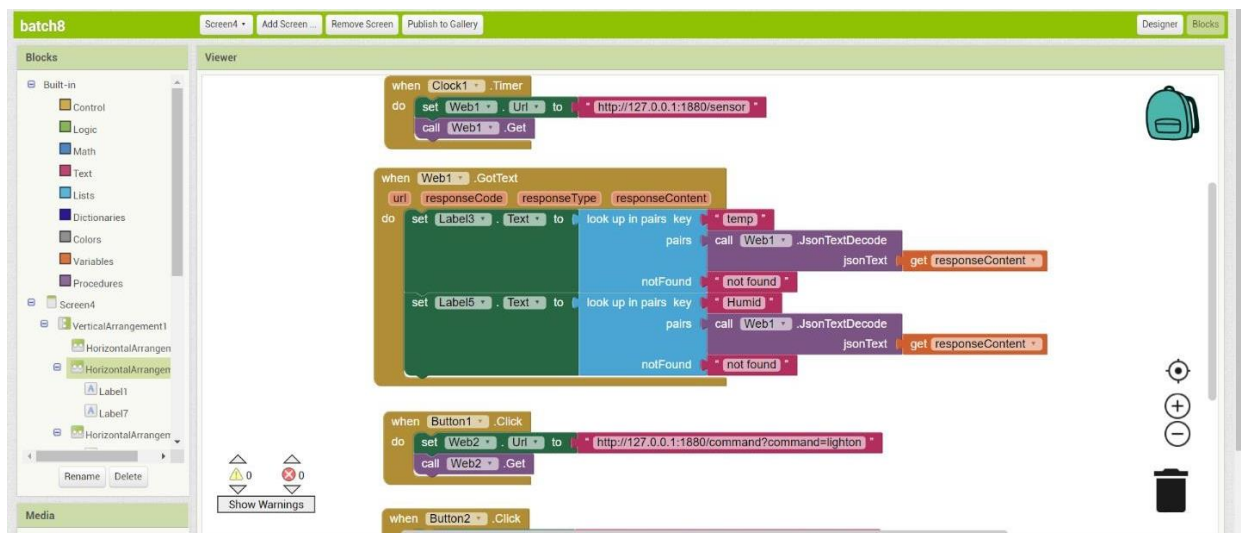 batch8
Screen4
Add Screen ...
Remove Screen
Publish to Gallery
Designer
Blocks
Blocks
Viewer
Built-in
Control
Logic
Math
Text
Lists
Dictionaries
Colors
Variables
Procedures
Screen4
VerticalArrangement1
HorizontalArrangen
HorizontalArrangen
Label1
Label7
HorizontalArrangen
Rename
Delete
Media
when Clock1 .Timer
do set Web1 . Url to " http://127.0.0.1:1880/sensor "
call Web1 .Get
when Web1 .GotText
url responseCode responseType responseContent
do set Label3 . Text to look up in pairs key " temp "
pairs call Web1 .JsonTextDecode
jsonText get responseContent
notFound " not found "
set Label5 . Text to look up in pairs key " Humid "
pairs call Web1 .JsonTextDecode
jsonText get responseContent
notFound " not found "
when Button1 .Click
do set Web2 . Url to " http://127.0.0.1:1880/command?command=lighton "
call Web2 .Get
0 0
Show Warnings
when Button2 .Click